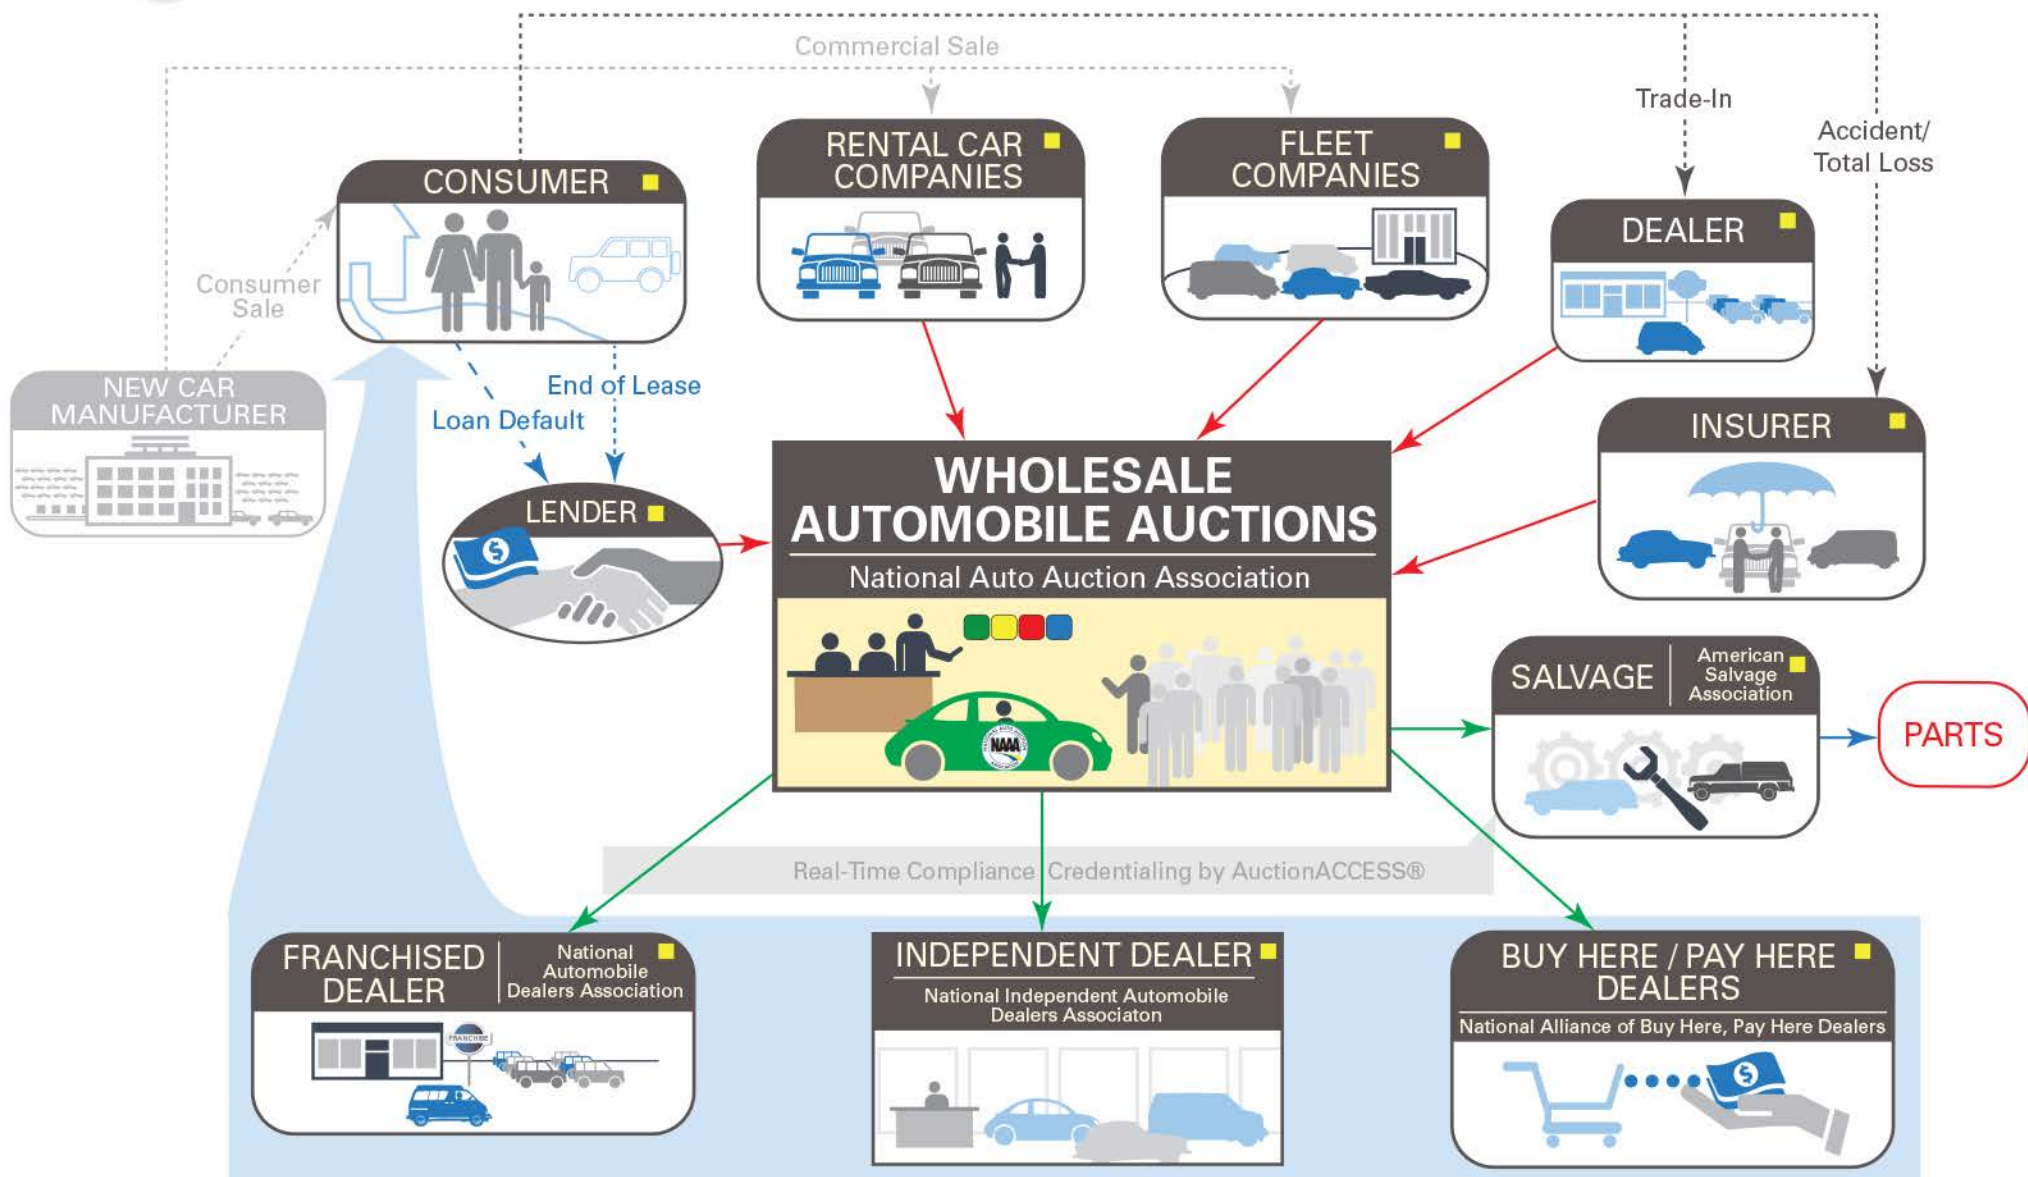 Commercial Sale
Trade-In
Accident/
Total Loss
RENTAL CAR
COMPANIES
FLEET
COMPANIES
CONSUMER
DEALER
Consumer
Sale
NEW CAR
MANUFACTURER
End of Lease
Loan Default
INSURER
LENDER
$
WHOLESALE
AUTOMOBILE AUCTIONS
National Auto Auction Association
NAAA
SALVAGE
American
Salvage
Association
PARTS
Real-Time Compliance Credentialing by AuctionACCESS®
FRANCHISED
DEALER
National
Automobile
Dealers Association
FRANCHISE
INDEPENDENT DEALER
National Independent Automobile
Dealers Associaton
BUY HERE / PAY HERE
DEALERS
National Alliance of Buy Here, Pay Here Dealers
$